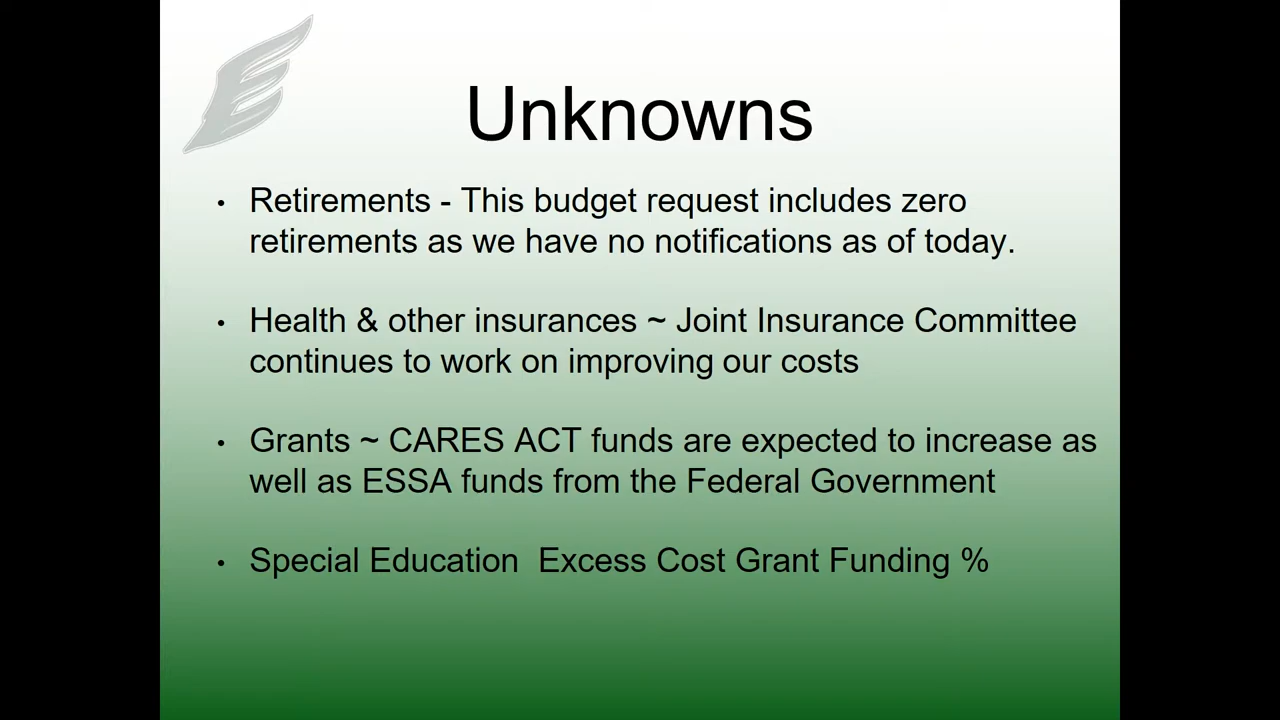 Unknowns
• Retirements - This budget request includes zero
retirements as we have no notifications as of today.
• Health & other insurances ~ Joint Insurance Committee
continues to work on improving our costs
• Grants ~ CARES ACT funds are expected to increase as
well as ESSA funds from the Federal Government
• Special Education  Excess Cost Grant Funding %